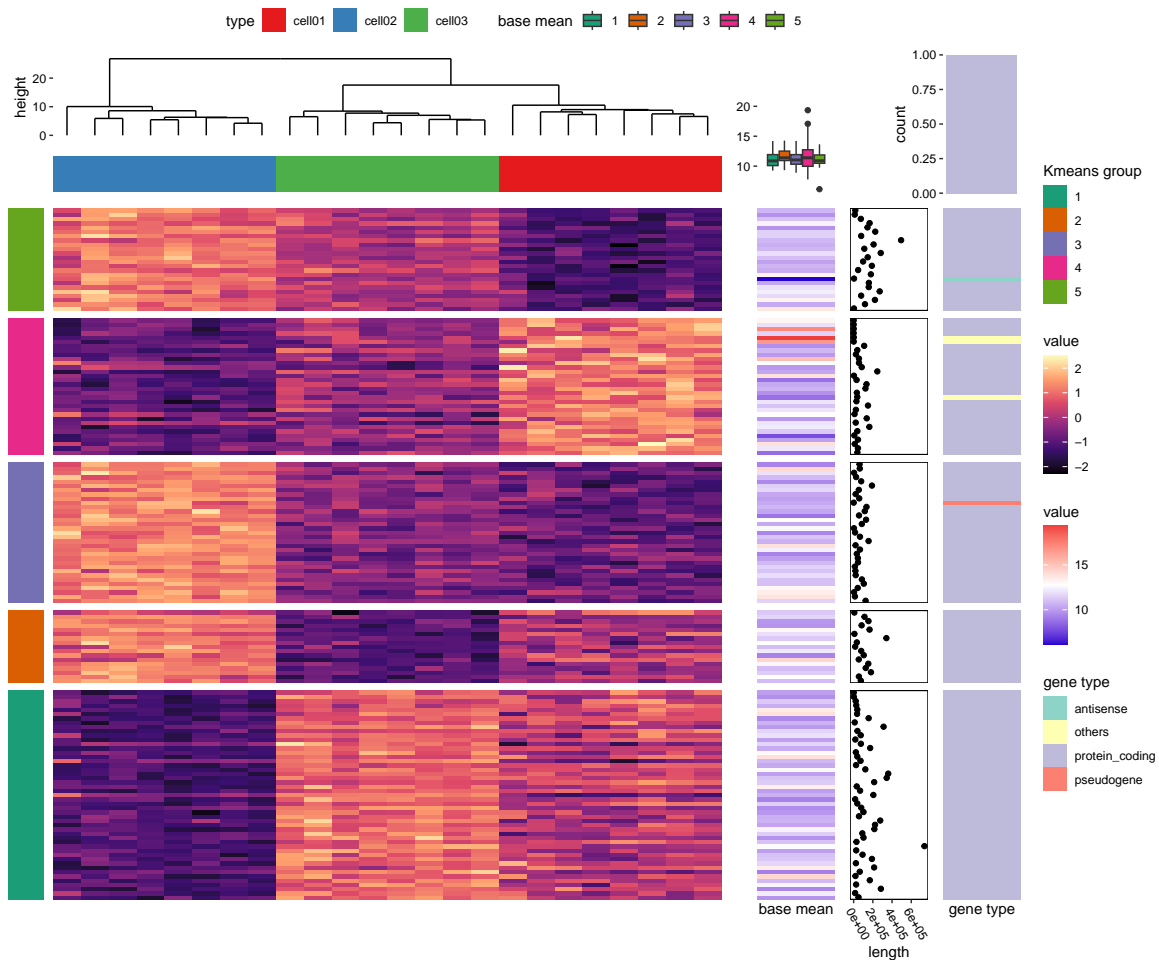 type cell01 cell02 cell03 base mean 1 2 3 4 5
height
20
10
0
20
15
10
count
1.00
0.75
0.50
0.25
0.00
Kmeans group
1
2
3
4
5
value
2
1
0
−1
−2
value
15
10
gene type
antisense
others
protein_coding
pseudogene
base mean
0e+00
2e+05
4e+05
6e+05
length
gene type